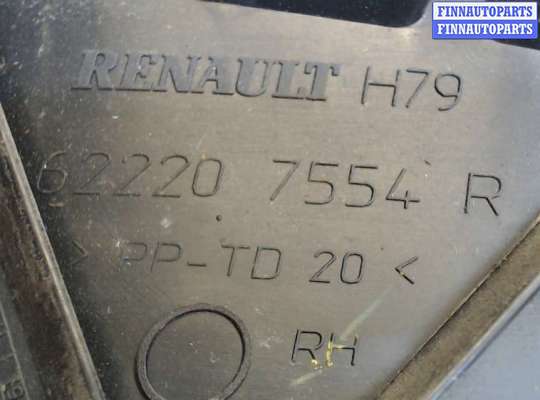 FINNAUTOPARTS
FINNAUTOPARTS
RENAULT H79
62220 7554 R
> PP-TD 20 <
RH